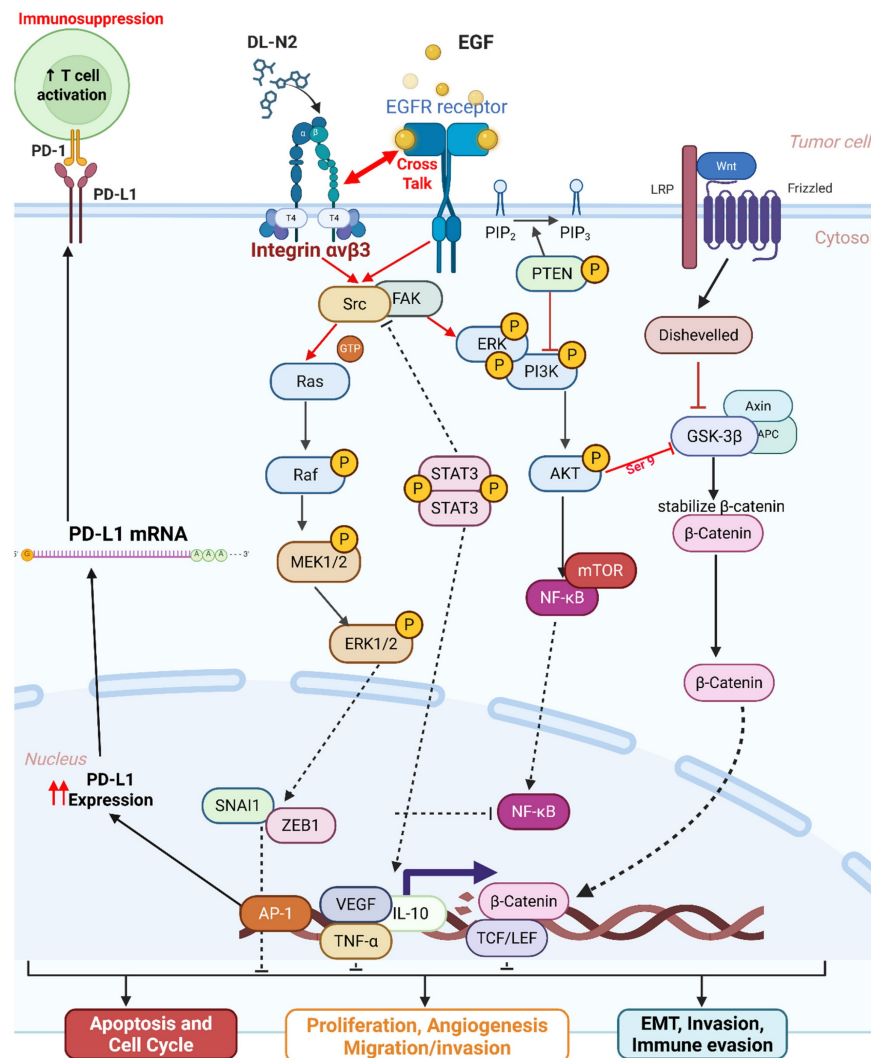 Immunosuppression
↑ T cell
activation
PD-1
PD-L1
DL-N2
α β
T4 T4
Integrin αvβ3
EGF
EGFR receptor
Cross
Talk
PIP2 PIP3
PTEN P
Tumor cell
Wnt
LRP
Frizzled
Cytoso
Src FAK
GTP
ERK P
P PI3K P
Dishevelled
Ras
Axin
APC
GSK-3β
Raf P
STAT3
P P
STAT3
AKT P
Ser 9
stabilize β-catenin
β-Catenin
PD-L1 mRNA
5' G A A A 3'
MEK1/2 P
mTOR
NF-κB
ERK1/2 P
β-Catenin
Nucleus
PD-L1
Expression
SNAI1
ZEB1
NF-κB
AP-1
VEGF
IL-10
TNF-α
β-Catenin
TCF/LEF
Apoptosis and
Cell Cycle
Proliferation, Angiogenesis
Migration/invasion
EMT, Invasion,
Immune evasion